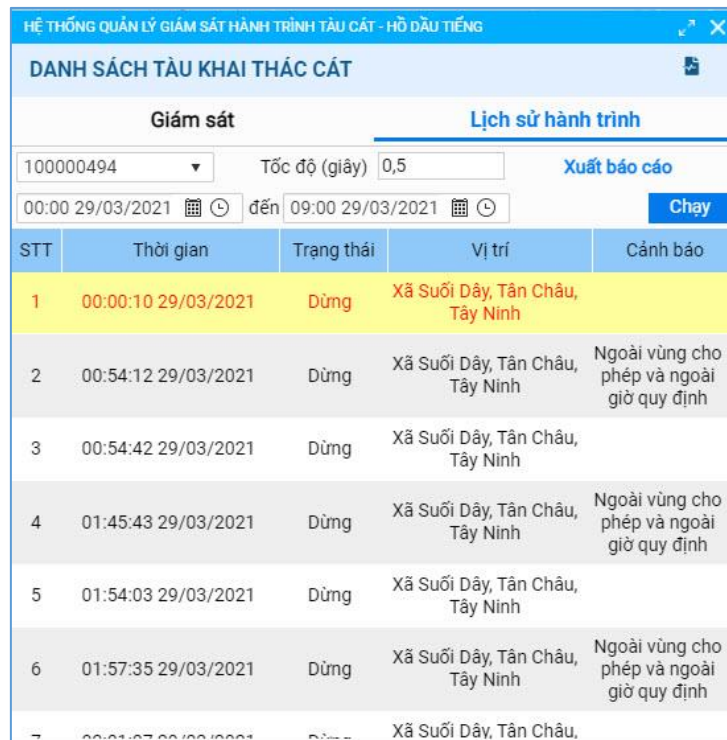 HỆ THỐNG QUẢN LÝ GIÁM SÁT HÀNH TRÌNH TÀU CÁT - HỒ DẦU TIẾNG
DANH SÁCH TÀU KHAI THÁC CÁT
Giám sát Lịch sử hành trình
100000494 Tốc độ (giây) 0,5 Xuất báo cáo
00:00 29/03/2021 đến 09:00 29/03/2021 Chạy
STT Thời gian Trạng thái Vị trí Cảnh báo
1 00:00:10 29/03/2021 Dừng Xã Suối Dây, Tân Châu,
Tây Ninh
2 00:54:12 29/03/2021 Dừng Xã Suối Dây, Tân Châu,
Tây Ninh
Ngoài vùng cho
phép và ngoài
giờ quy định
3 00:54:42 29/03/2021 Dừng Xã Suối Dây, Tân Châu,
Tây Ninh
4 01:45:43 29/03/2021 Dừng Xã Suối Dây, Tân Châu,
Tây Ninh
Ngoài vùng cho
phép và ngoài
giờ quy định
5 01:54:03 29/03/2021 Dừng Xã Suối Dây, Tân Châu,
Tây Ninh
6 01:57:35 29/03/2021 Dừng Xã Suối Dây, Tân Châu,
Tây Ninh
Ngoài vùng cho
phép và ngoài
giờ quy định
Xã Suối Dây, Tân Châu,